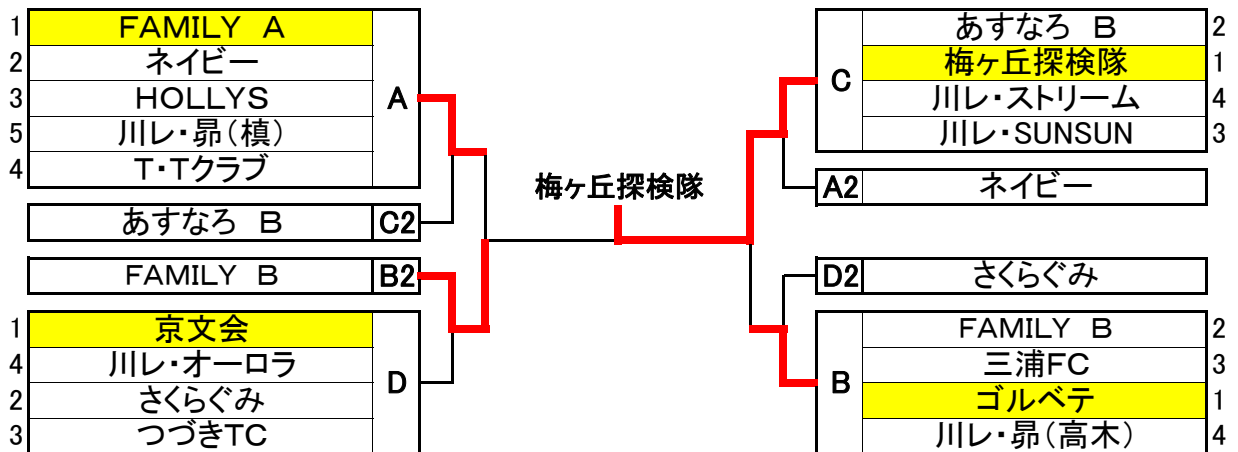 1 FAMILY A
2 ネイビー
3 HOLLYS A
5 川レ・昴(槙)
4 T・Tクラブ
あすなろ B C2
FAMILY B B2
1 京文会
4 川レ・オーロラ
2 さくらぐみ D
3 つづきTC
梅ヶ丘探検隊
あすなろ B 2
C 梅ヶ丘探検隊 1
川レ・ストリーム 4
川レ・SUNSUN 3
A2 ネイビー
D2 さくらぐみ
FAMILY B 2
三浦FC 3
B ゴルベテ 1
川レ・昴(高木) 4